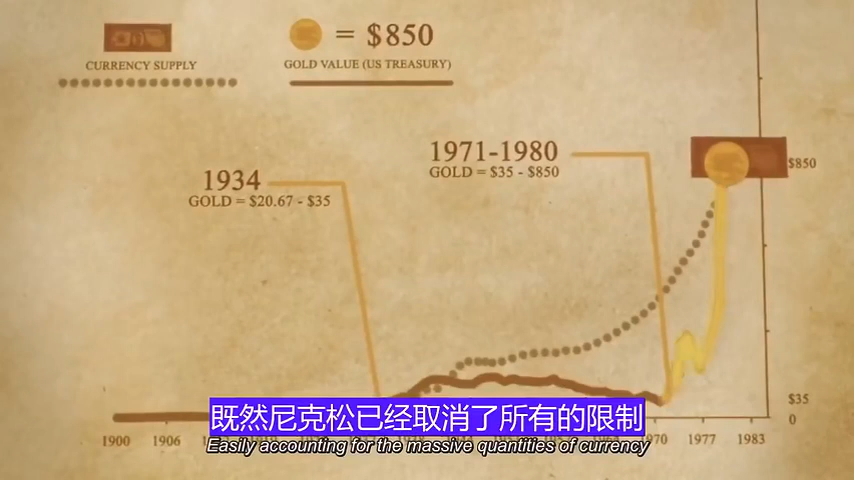 = $850
CURRENCY SUPPLY
GOLD VALUE (US TREASURY)
1971-1980
GOLD = $35 - $850
$850
1934
GOLD = $20.67 - $35
$35
0
既然尼克松已经取消了所有的限制
1900 1906 1977 1983
Easily accounting for the massive quantities of currency